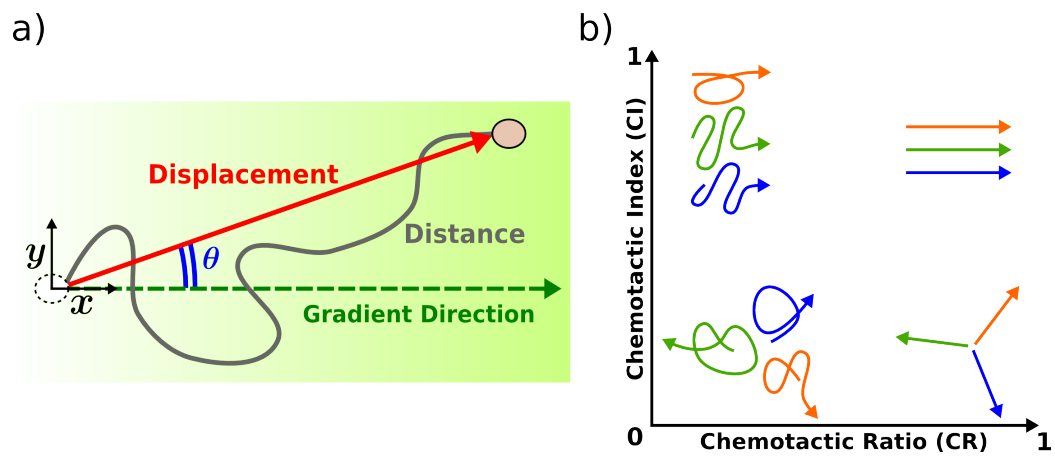 a)
Displacement
θ
Distance
y
x
Gradient Direction
b)
1
Chemotactic Index (CI)
0
Chemotactic Ratio (CR)
1